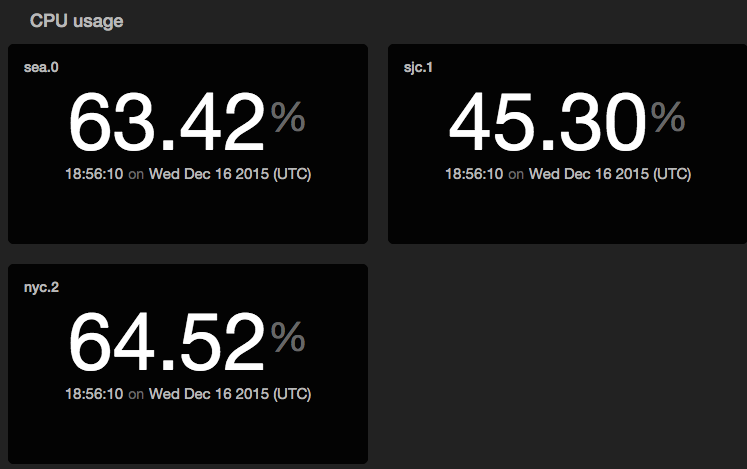 CPU usage
sea.0
63.42%
18:56:10 on Wed Dec 16 2015 (UTC)
sjc.1
45.30%
18:56:10 on Wed Dec 16 2015 (UTC)
nyc.2
64.52%
18:56:10 on Wed Dec 16 2015 (UTC)